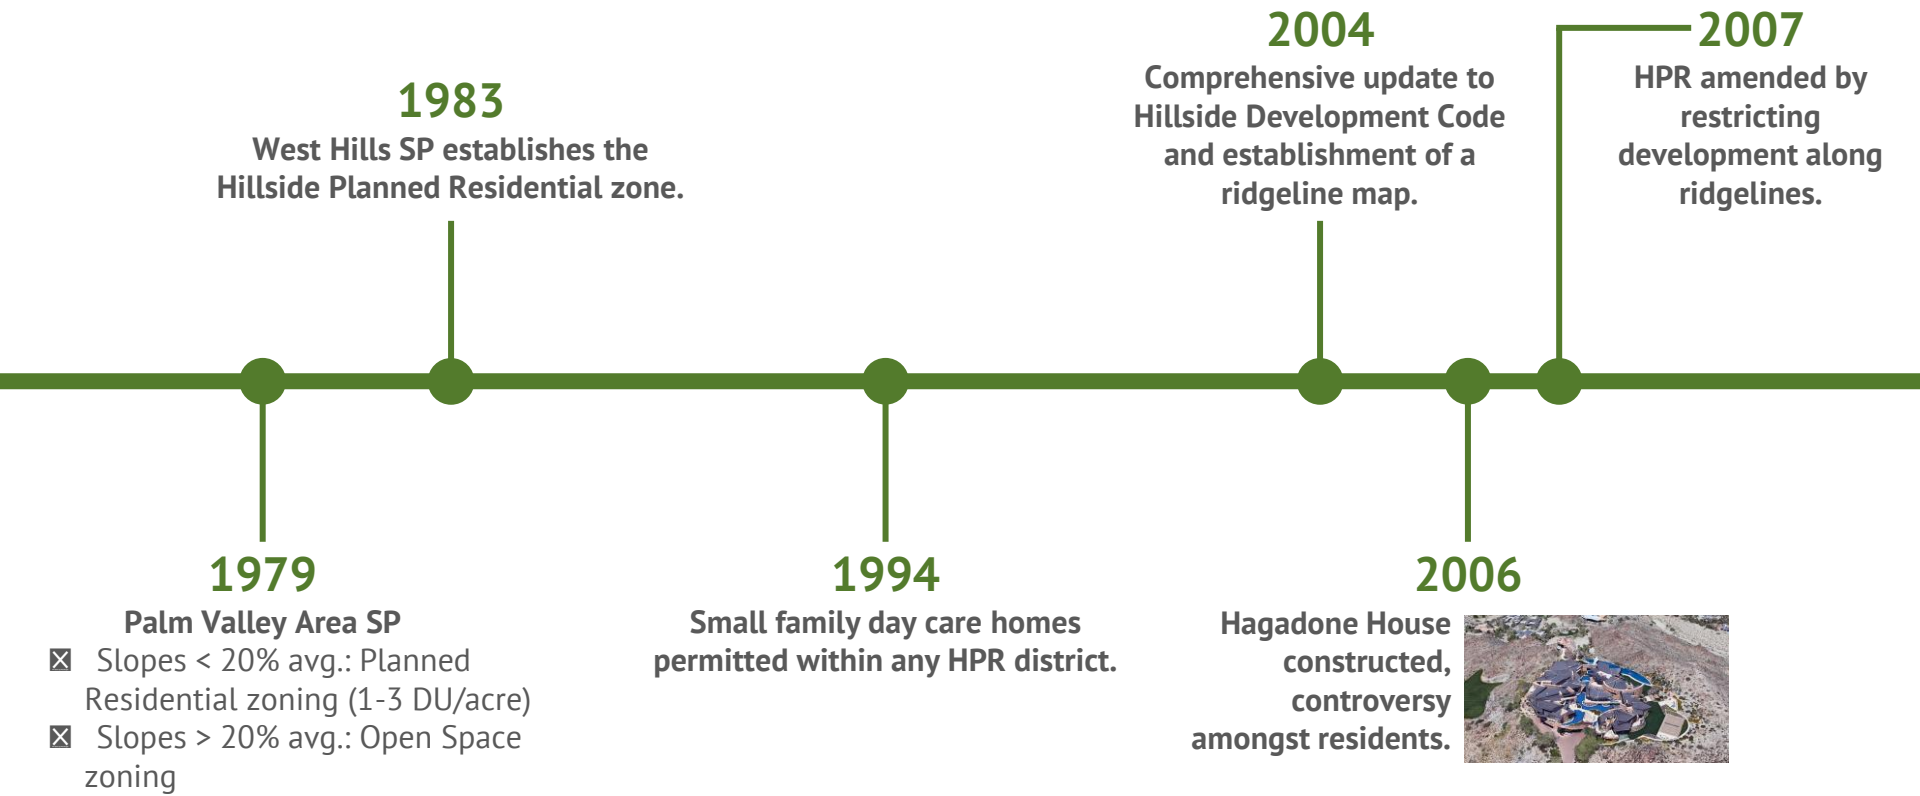 1979
Palm Valley Area SP
☒ Slopes < 20% avg.: Planned
Residential zoning (1-3 DU/acre)
☒ Slopes > 20% avg.: Open Space
zoning
1983
West Hills SP establishes the
Hillside Planned Residential zone.
1994
Small family day care homes
permitted within any HPR district.
2004
Comprehensive update to
Hillside Development Code
and establishment of a
ridgeline map.
2006
Hagadone House
constructed,
controversy
amongst residents.
2007
HPR amended by
restricting
development along
ridgelines.